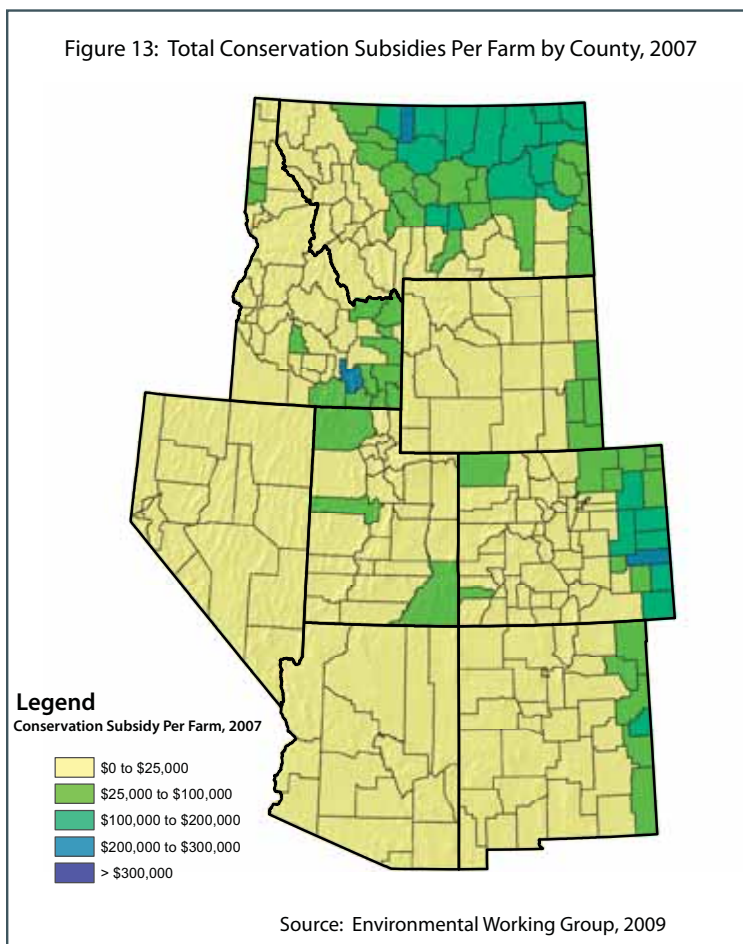 Figure 13: Total Conservation Subsidies Per Farm by County, 2007
Legend
Conservation Subsidy Per Farm, 2007
$0 to $25,000
$25,000 to $100,000
$100,000 to $200,000
$200,000 to $300,000
> $300,000
Source: Environmental Working Group, 2009